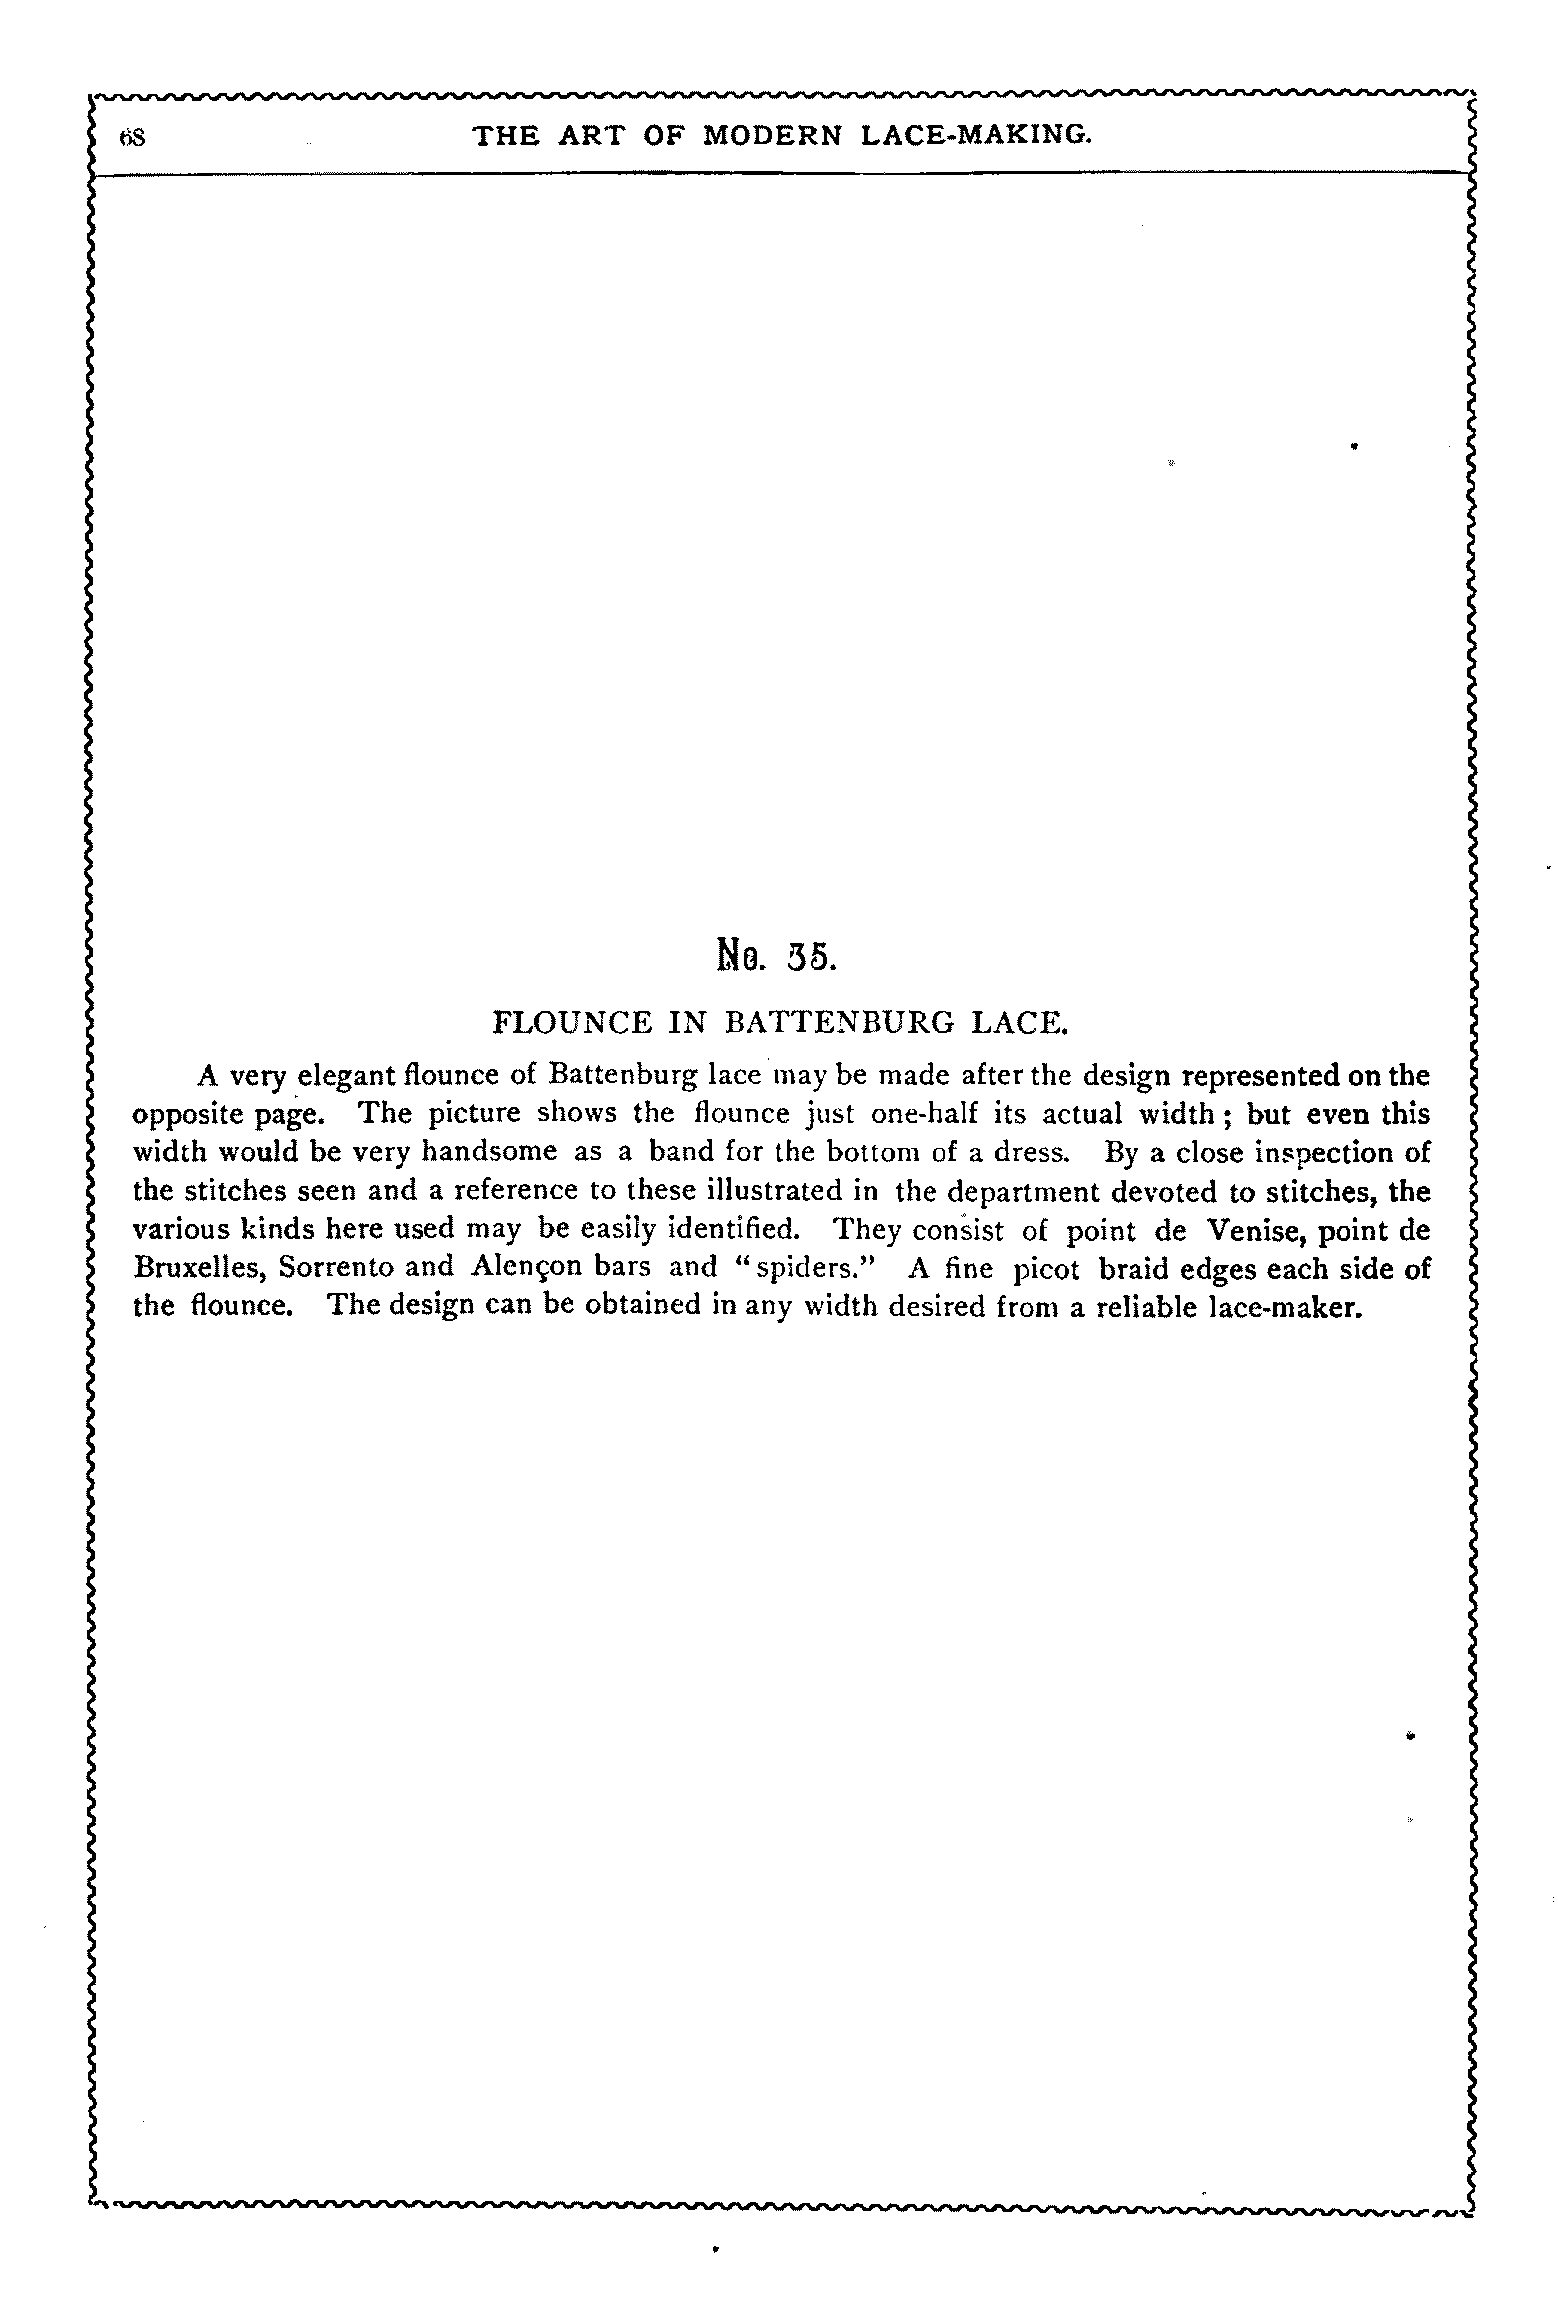 68 THE ART OF MODERN LACE-MAKING.
No. 35.
FLOUNCE IN BATTENBURG LACE.
A very elegant flounce of Battenburg lace may be made after the design represented on the
opposite page. The picture shows the flounce just one-half its actual width; but even this
width would be very handsome as a band for the bottom of a dress. By a close inspection of
the stitches seen and a reference to these illustrated in the department devoted to stitches, the
various kinds here used may be easily identified. They consist of point de Venise, point de
Bruxelles, Sorrento and Alençon bars and “spiders.” A fine picot braid edges each side of
the flounce. The design can be obtained in any width desired from a reliable lace-maker.